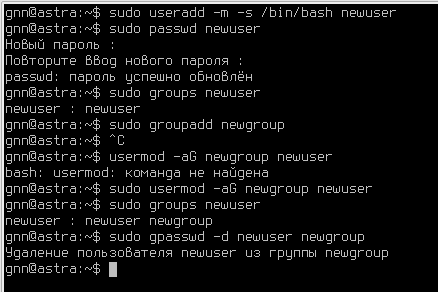 gnn@astra:~$ sudo useradd -m -s /bin/bash newuser
gnn@astra:~$ sudo passwd newuser
Новый пароль :
Повторите ввод нового пароля :
passwd: пароль успешно обновлён
gnn@astra:~$ sudo groups newuser
newuser : newuser
gnn@astra:~$ sudo groupadd newgroup
gnn@astra:~$ ^C
gnn@astra:~$ usermod -aG newgroup newuser
bash: usermod: команда не найдена
gnn@astra:~$ sudo usermod -aG newgroup newuser
gnn@astra:~$ sudo groups newuser
newuser : newuser newgroup
gnn@astra:~$ sudo gpasswd -d newuser newgroup
Удаление пользователя newuser из группы newgroup
gnn@astra:~$